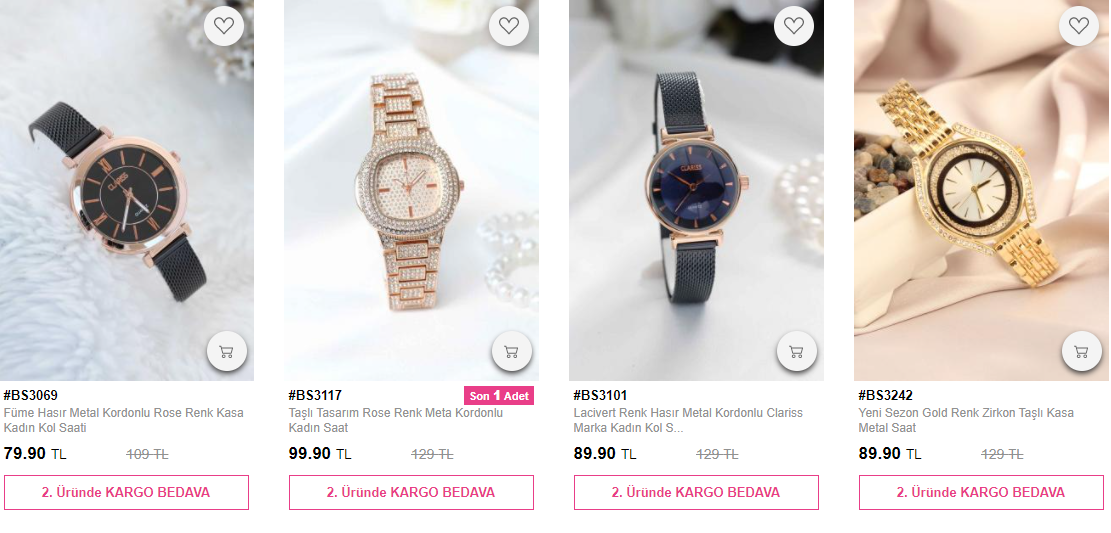 CLARISS
CLARISS
#BS3069
Füme Hasır Metal Kordonlu Rose Renk Kasa
Kadın Kol Saati
79.90 TL 109 TL
2. Üründe KARGO BEDAVA
#BS3117 Son 1 Adet
Taşlı Tasarım Rose Renk Meta Kordonlu
Kadın Saat
99.90 TL 129 TL
2. Üründe KARGO BEDAVA
#BS3101
Lacivert Renk Hasır Metal Kordonlu Clariss
Marka Kadın Kol S...
89.90 TL 129 TL
2. Üründe KARGO BEDAVA
#BS3242
Yeni Sezon Gold Renk Zirkon Taşlı Kasa
Metal Saat
89.90 TL 129 TL
2. Üründe KARGO BEDAVA